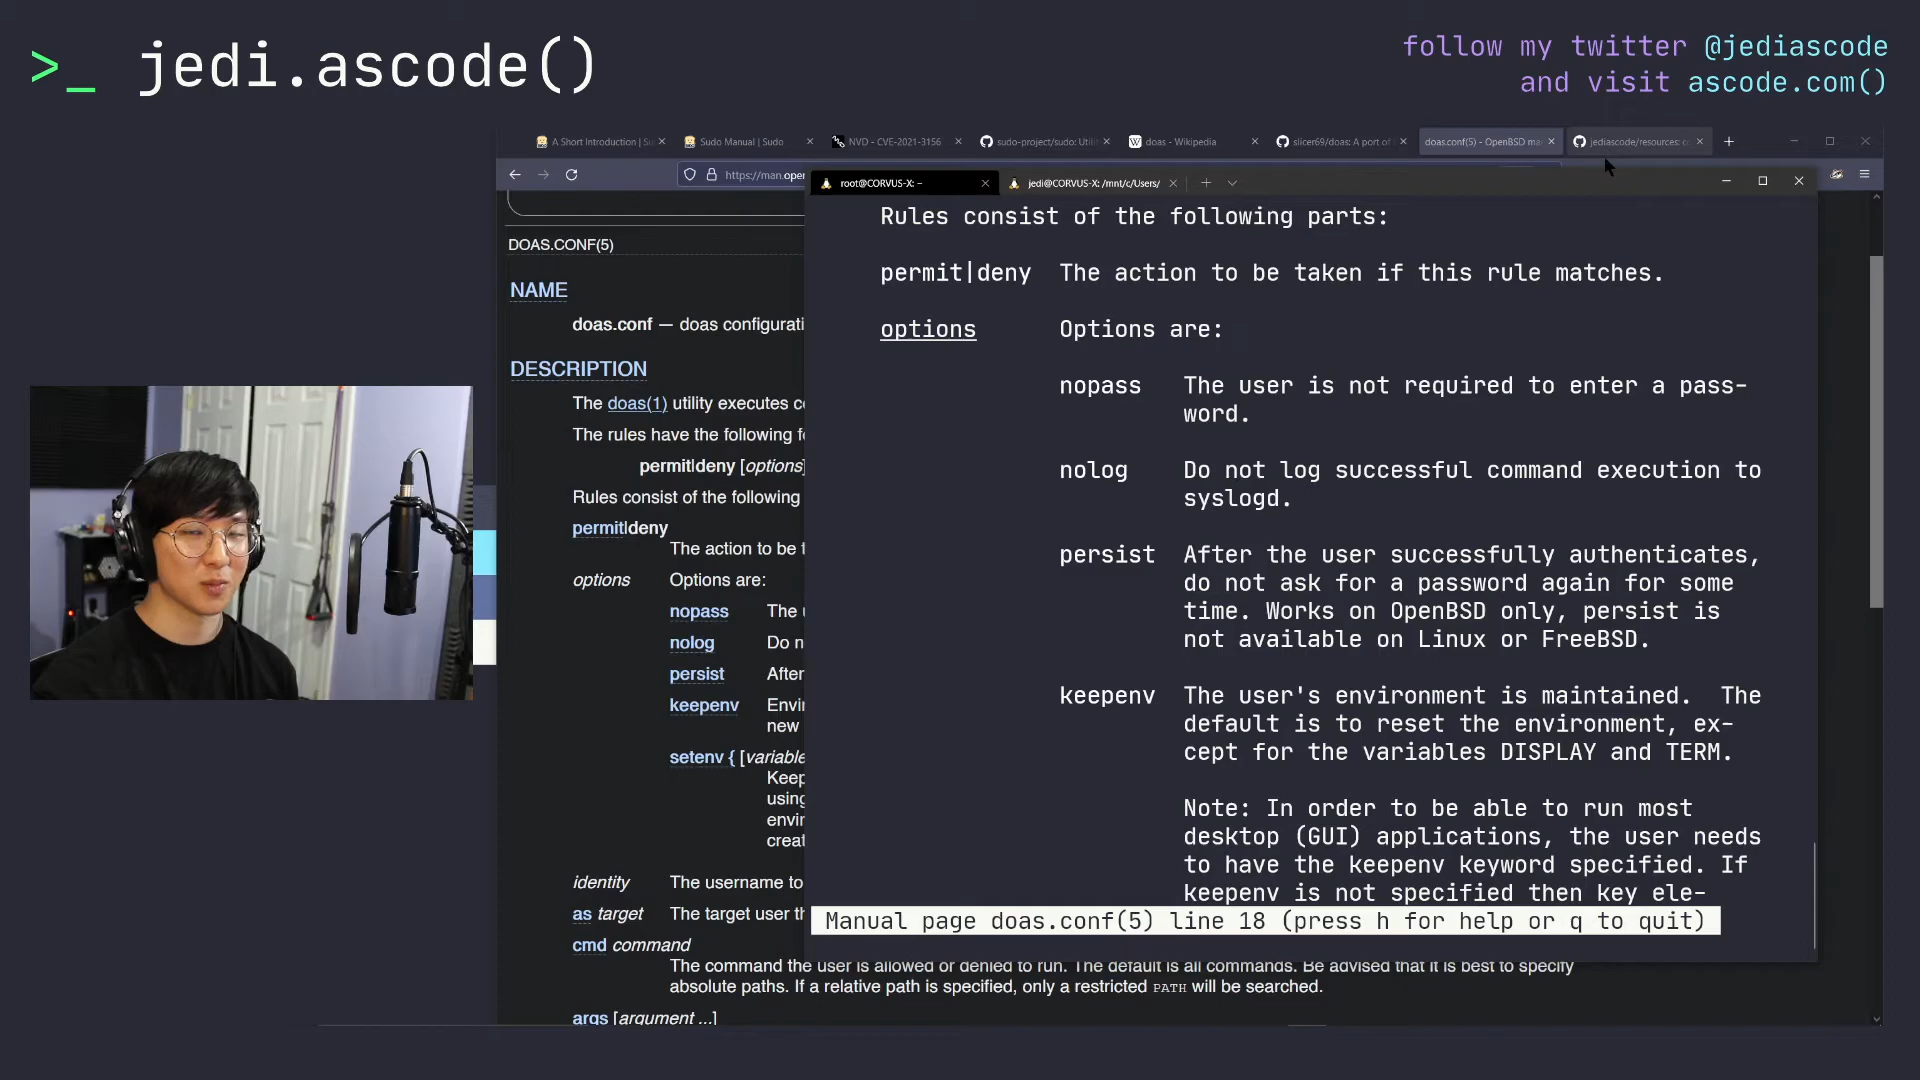 >_ jedi.ascode()
follow my twitter @jediascode
and visit ascode.com()
A Short Introduction | Su
Sudo Manual | Sudo
NVD - CVE-2021-3156
sudo-project/sudo: Utili
doas - Wikipedia
slicer69/doas: A port of
doas.conf(5) - OpenBSD ma
jediascode/resources: c
https://man.open
root@CORVUS-X: ~
jedi@CORVUS-X: /mnt/c/Users/
DOAS.CONF(5)
NAME
doas.conf — doas configurati
DESCRIPTION
The doas(1) utility executes c
The rules have the following f
permit|deny [options]
Rules consist of the following
permit|deny
The action to be t
options Options are:
nopass The u
nolog Do n
persist After
keepenv Envi
new
setenv { [variable
Keep
using
envir
creat
identity The username to
as target The target user th
cmd command
The command the user is allowed or denied to run. The default is all commands. Be advised that it is best to specify
absolute paths. If a relative path is specified, only a restricted PATH will be searched.
args [argument ...]
Rules consist of the following parts:
permit|deny The action to be taken if this rule matches.
options Options are:
nopass The user is not required to enter a pass-
word.
nolog Do not log successful command execution to
syslogd.
persist After the user successfully authenticates,
do not ask for a password again for some
time. Works on OpenBSD only, persist is
not available on Linux or FreeBSD.
keepenv The user's environment is maintained. The
default is to reset the environment, ex-
cept for the variables DISPLAY and TERM.
Note: In order to be able to run most
desktop (GUI) applications, the user needs
to have the keepenv keyword specified. If
keepenv is not specified then key ele-
Manual page doas.conf(5) line 18 (press h for help or q to quit)